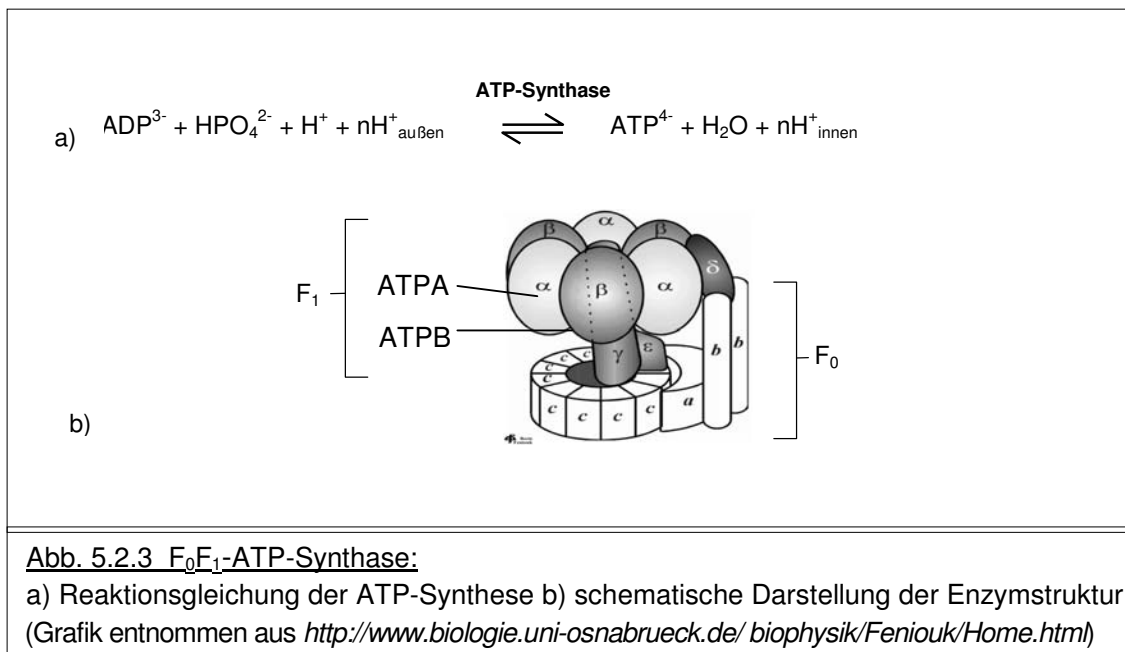 ATP-Synthase
a) ADP³⁻ + HPO₄²⁻ + H⁺ + nH⁺außen ⇌ ATP⁴⁻ + H₂O + nH⁺innen
α
β β
δ
α β α
F₁
ATPA
ATPB
γ ε
b b
F₀
c c c c
a
c c c c
b)
Abb. 5.2.3 F₀F₁-ATP-Synthase:
a) Reaktionsgleichung der ATP-Synthese b) schematische Darstellung der Enzymstruktur
(Grafik entnommen aus http://www.biologie.uni-osnabrueck.de/ biophysik/Feniouk/Home.html)